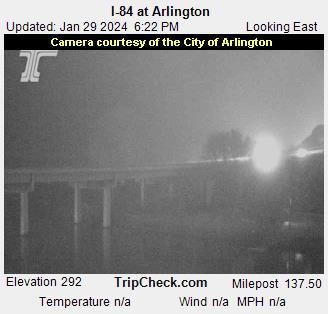 I-84 at Arlington
Updated: Jan 29 2024 6:22 PM Looking East
Camera courtesy of the City of Arlington
Elevation 292 TripCheck.com Milepost 137.50
Temperature n/a Wind n/a MPH n/a